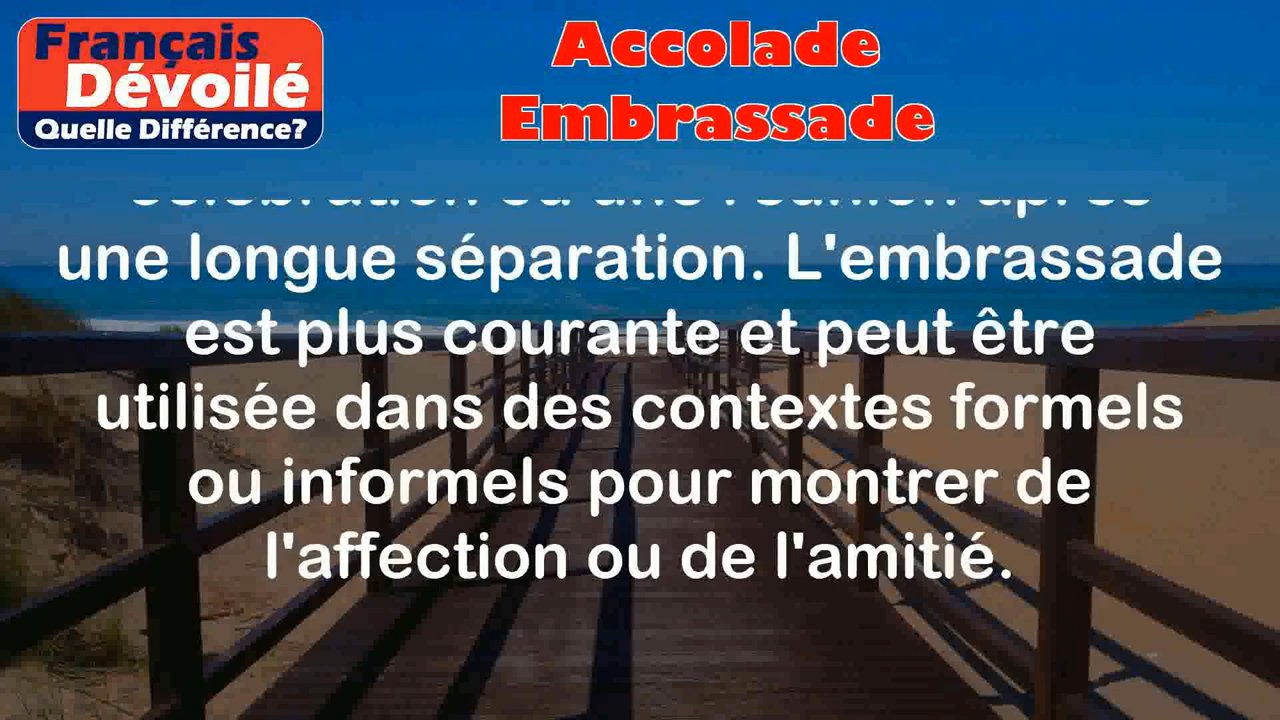 Français
Dévoilé
Quelle Différence?
Accolade
Embrassade
une longue séparation. L'embrassade
est plus courante et peut être
utilisée dans des contextes formels
ou informels pour montrer de
l'affection ou de l'amitié.